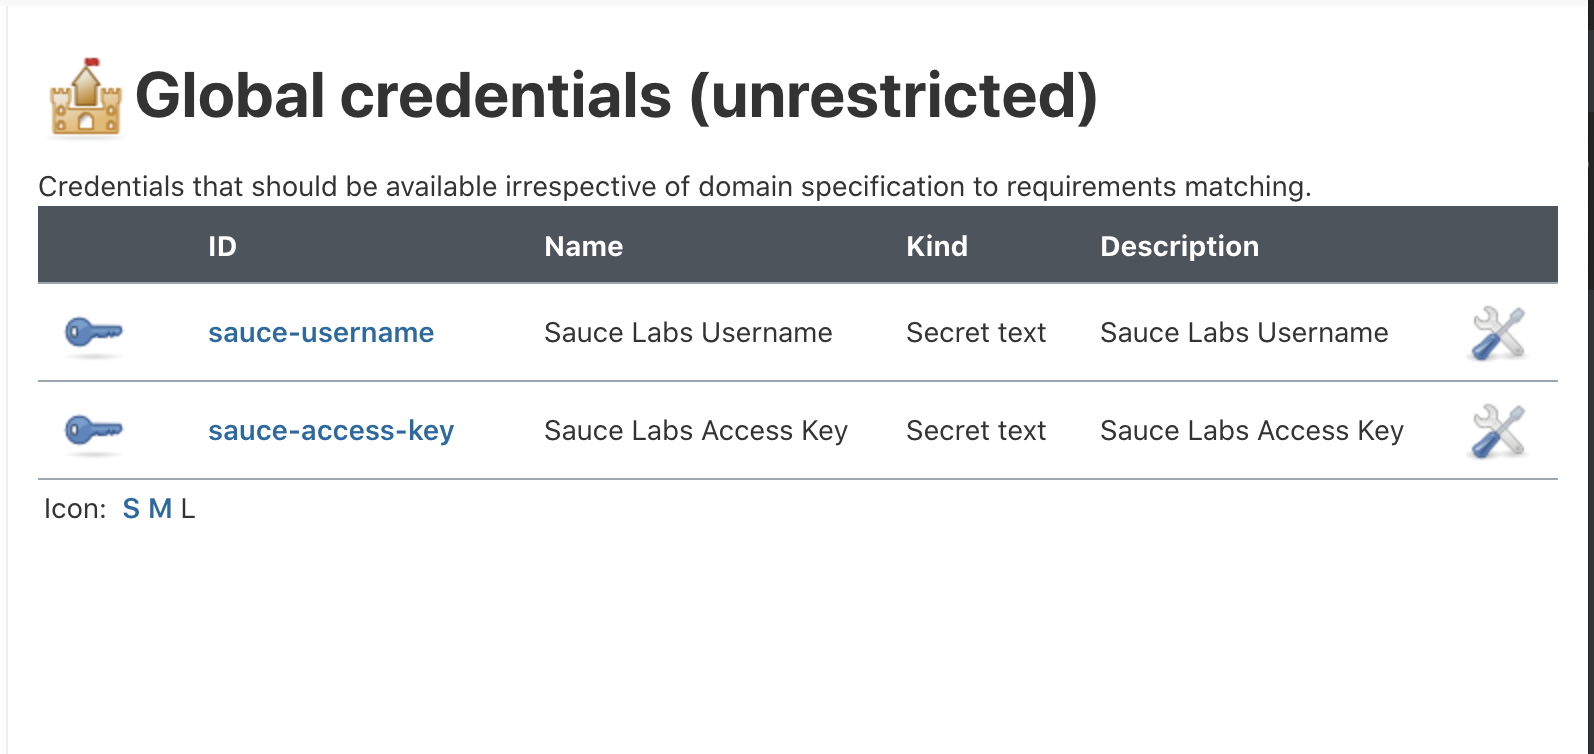 Global credentials (unrestricted)
Credentials that should be available irrespective of domain specification to requirements matching.
ID Name Kind Description
sauce-username Sauce Labs Username Secret text Sauce Labs Username
sauce-access-key Sauce Labs Access Key Secret text Sauce Labs Access Key
Icon: S M L